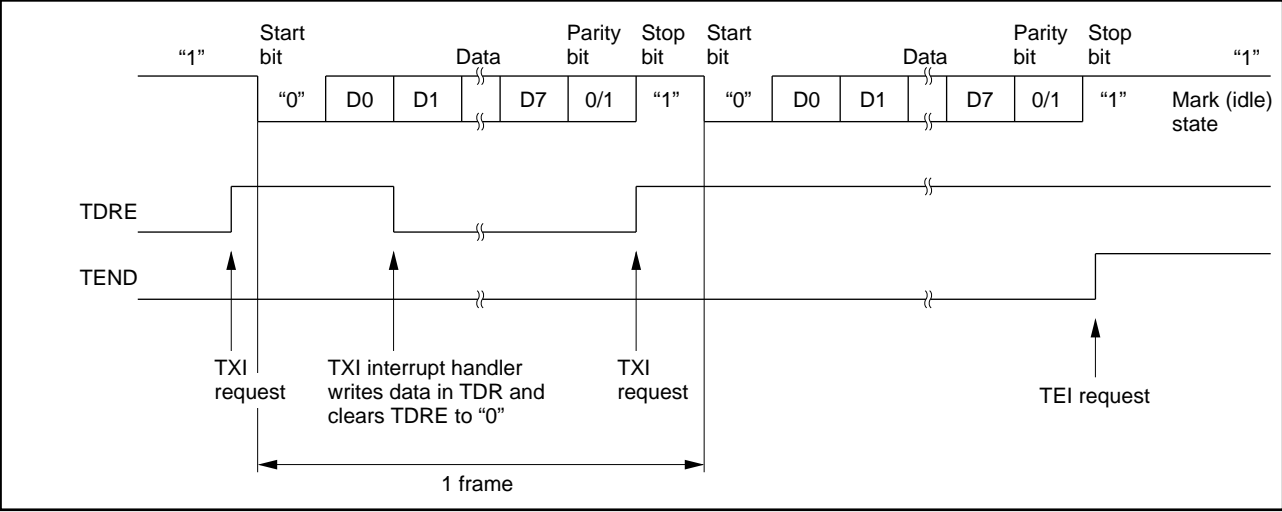 Start Parity Stop Start Parity Stop
“1” bit Data bit bit bit Data bit bit “1”
“0” D0 D1 D7 0/1 “1” “0” D0 D1 D7 0/1 “1” Mark (idle)
state
TDRE
TEND
TXI TXI interrupt handler TXI
request writes data in TDR and request TEI request
clears TDRE to “0”
1 frame